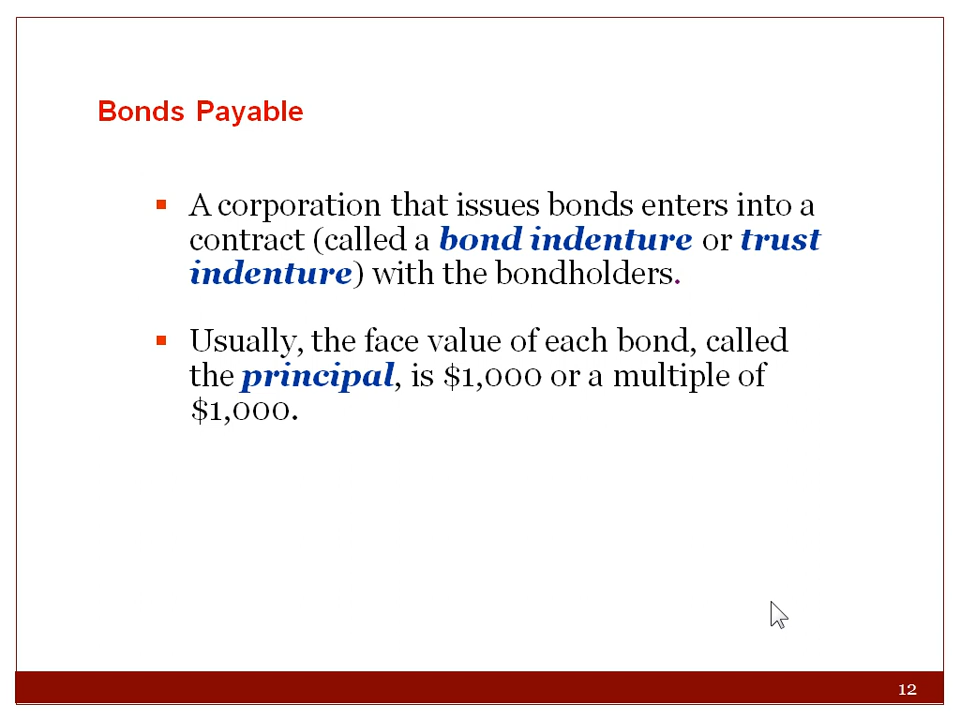 Bonds Payable
▪ A corporation that issues bonds enters into a
contract (called a bond indenture or trust
indenture) with the bondholders.
▪ Usually, the face value of each bond, called
the principal, is $1,000 or a multiple of
$1,000.
12